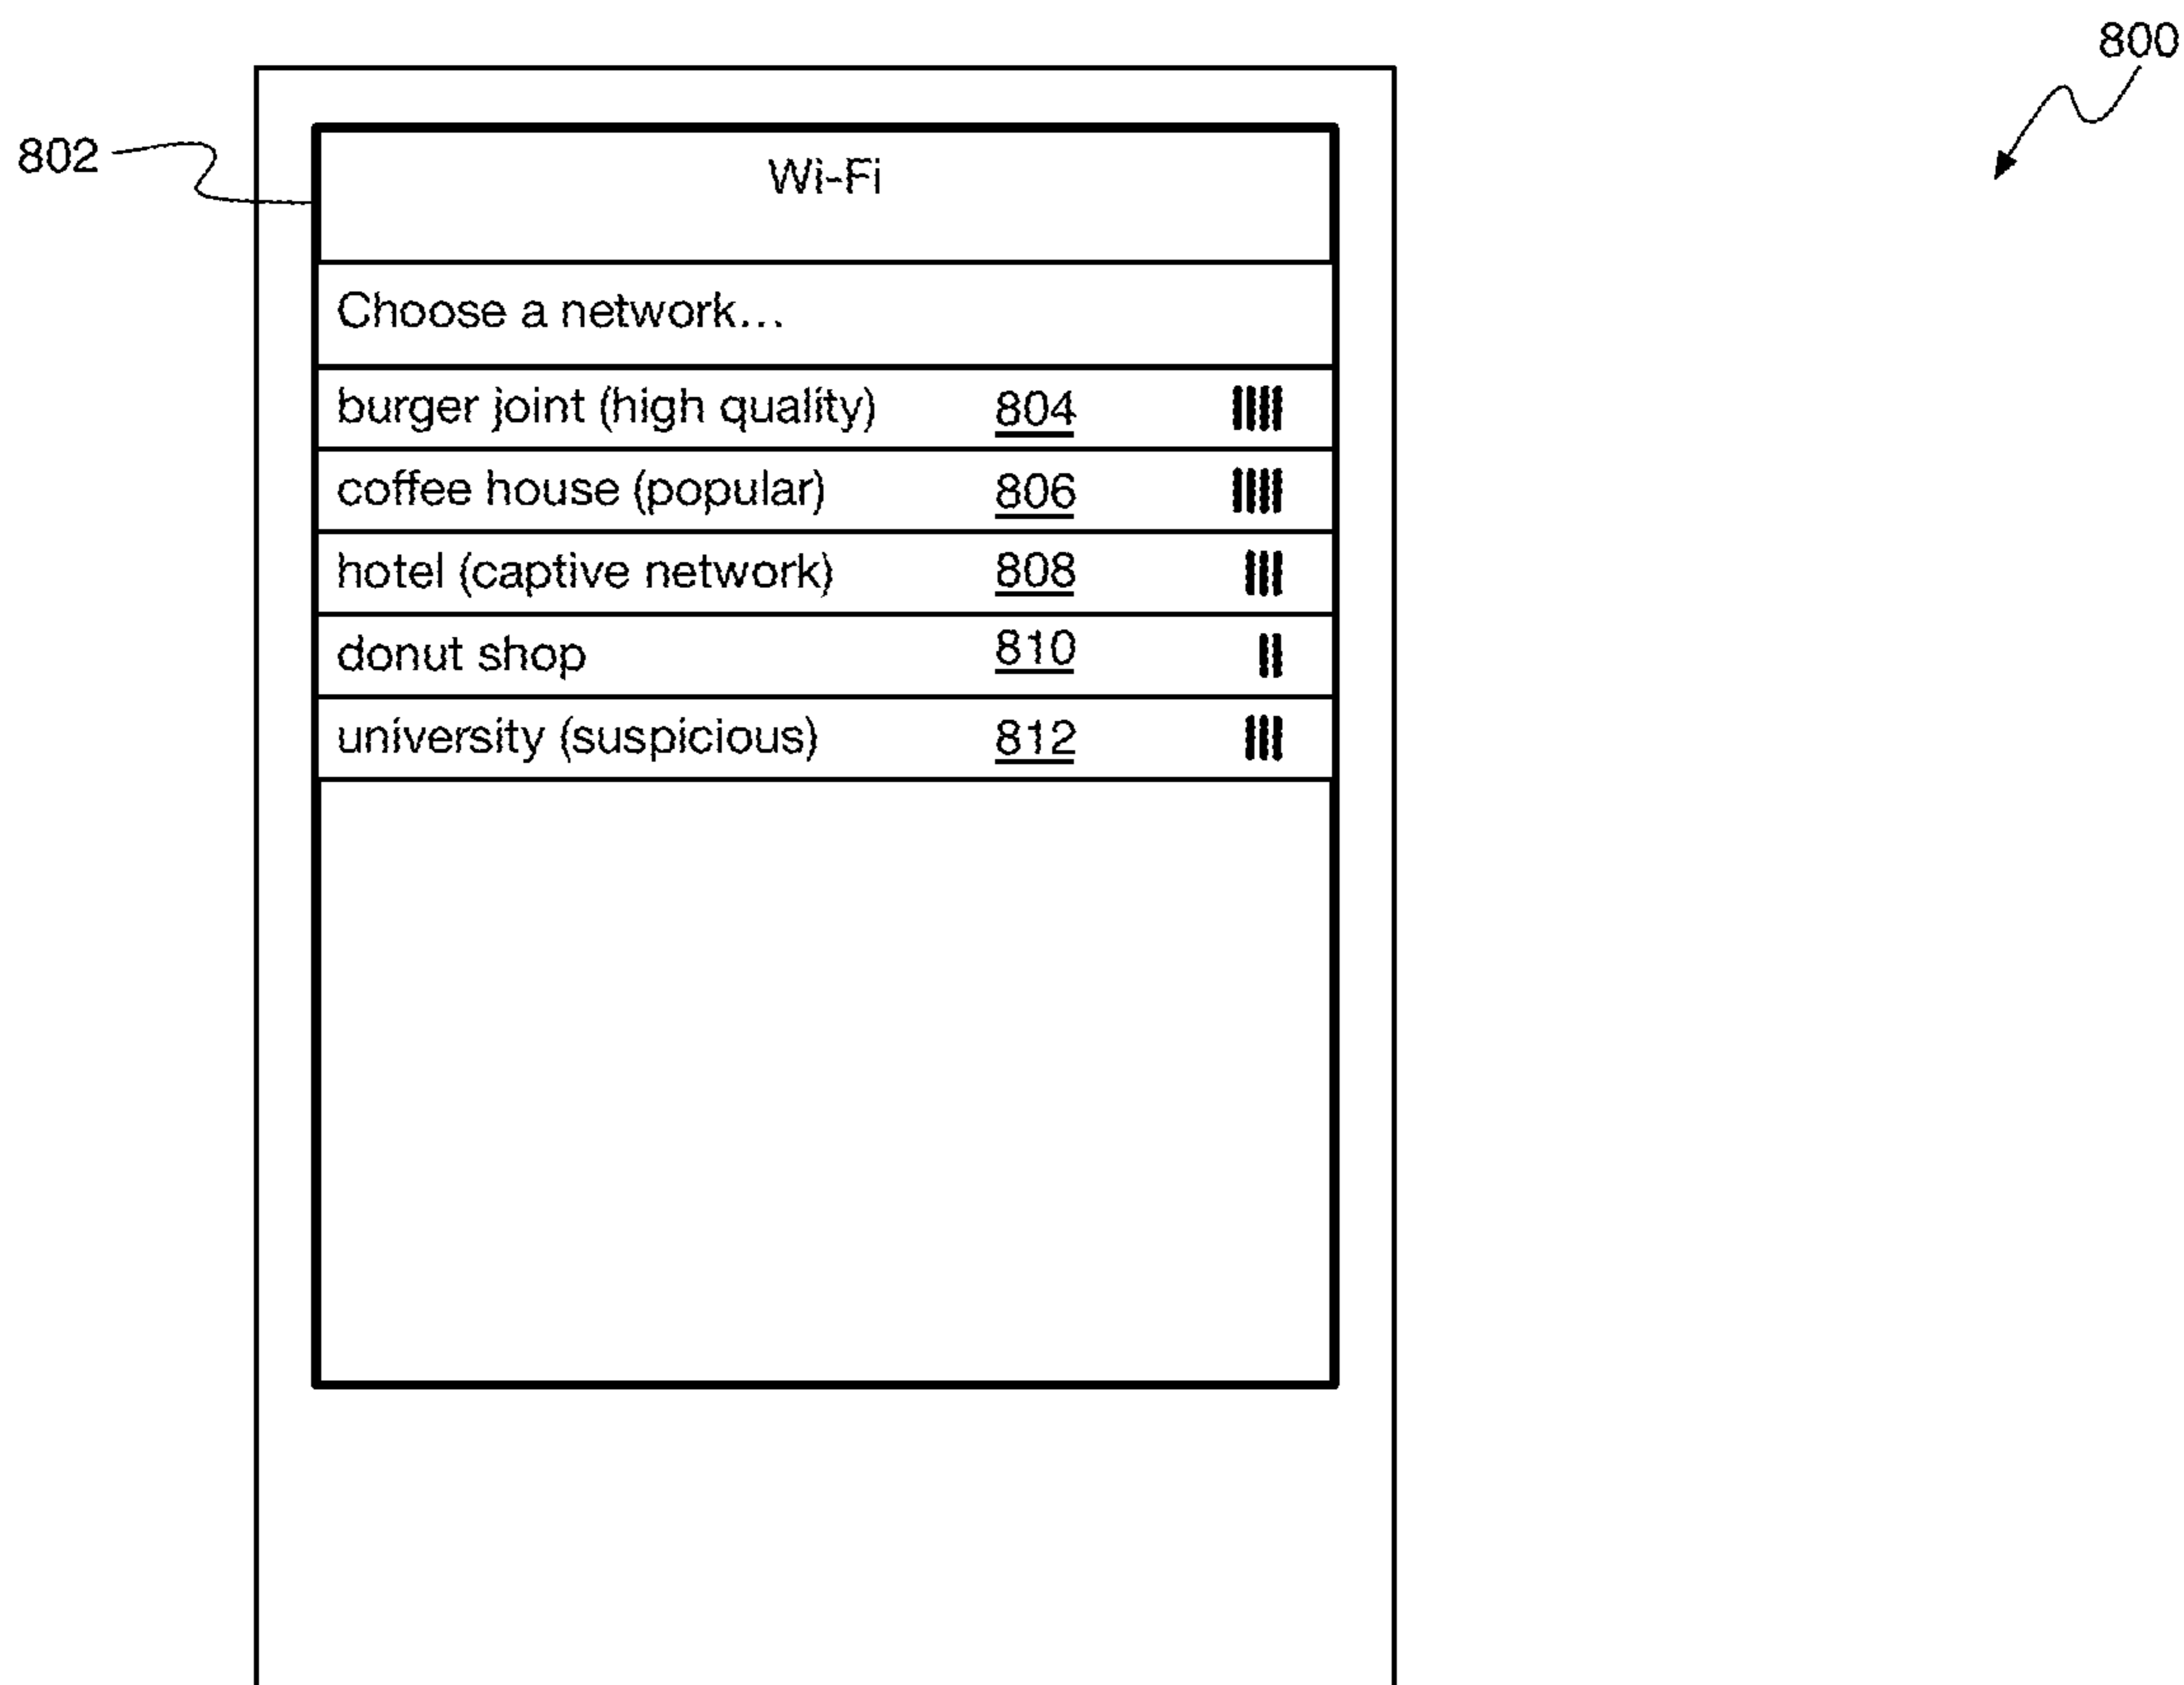 800
802
Wi-Fi
Choose a network...
burger joint (high quality) 804
coffee house (popular) 806
hotel (captive network) 808
donut shop 810
university (suspicious) 812